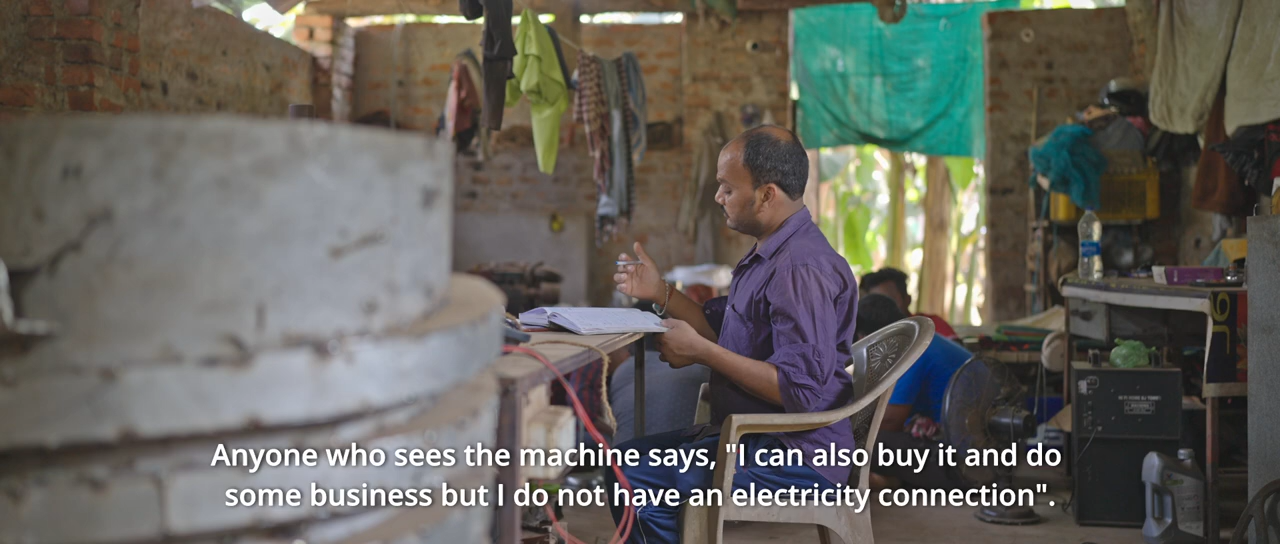 Anyone who sees the machine says, "I can also buy it and do
some business but I do not have an electricity connection".